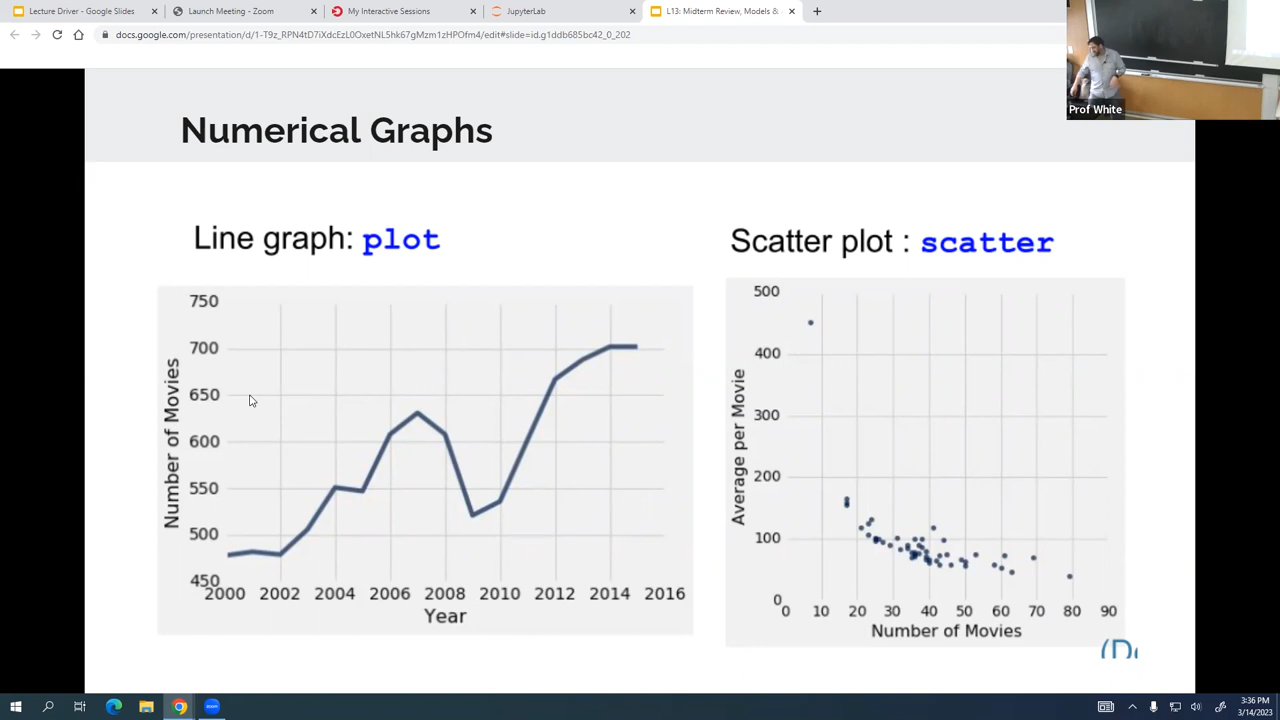 Lecture Driver - Google Slides
Launch Meeting - Zoom
My Interactive Sessions
JupyterLab
L13: Midterm Review, Models &
docs.google.com/presentation/d/1-T9z_RPN4tD7iXdcEzL0OxetNL5hk67gMzm1zHPOfm4/edit#slide=id.g1ddb685bc42_0_202
Prof White
Numerical Graphs
Line graph: plot
750
700
650
600
550
500
450
Number of Movies
2000 2002 2004 2006 2008 2010 2012 2014 2016
Year
Scatter plot : scatter
500
400
300
200
100
0
Average per Movie
0 10 20 30 40 50 60 70 80 90
Number of Movies
3:36 PM
3/14/2023